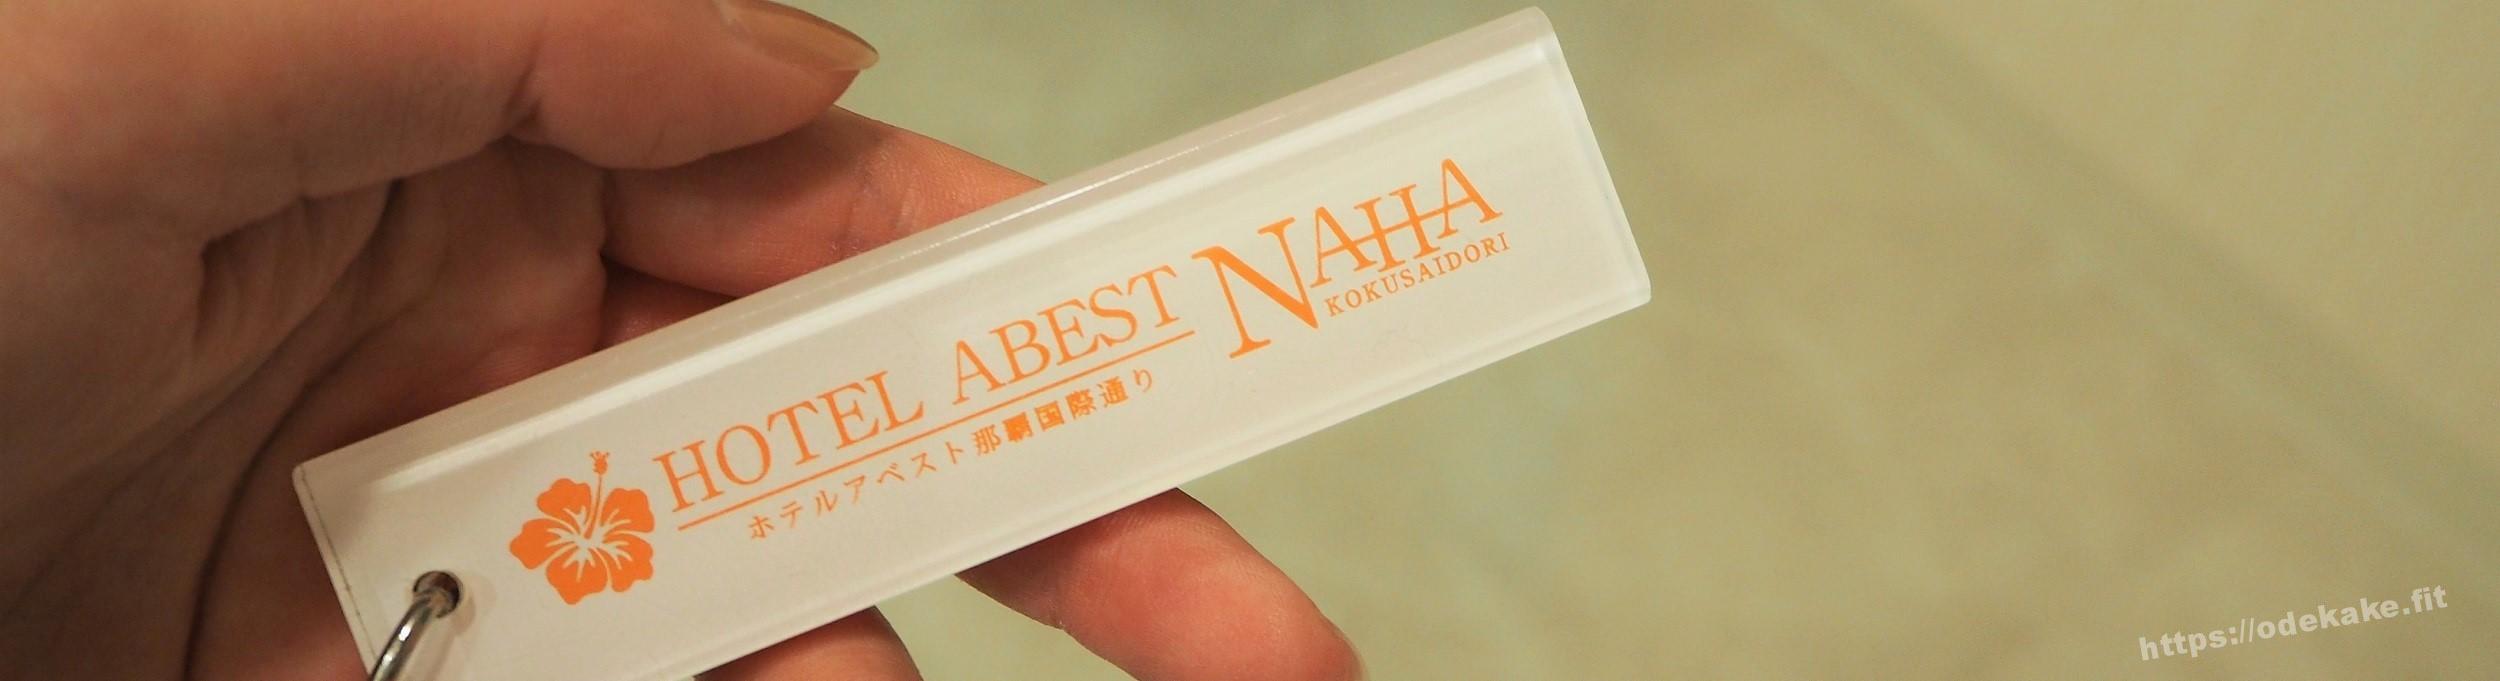 HOTEL ABEST
ホテルアベスト那覇国際通り
NAHA
KOKUSAIDORI
https://odekake.fit